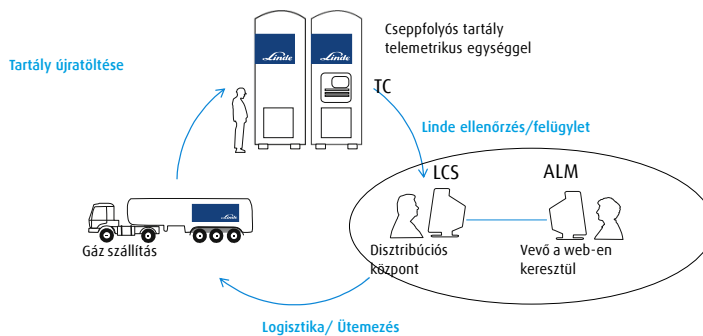 Cseppfolyós tartály
telemetrikus egységgel
Tartály újratöltése
Linde
Linde
TC
Linde ellenőrzés/felügylet
LCS
ALM
Gáz szállítás
Disztribúciós
központ
Vevő a web-en
keresztül
Logisztika/ Ütemezés